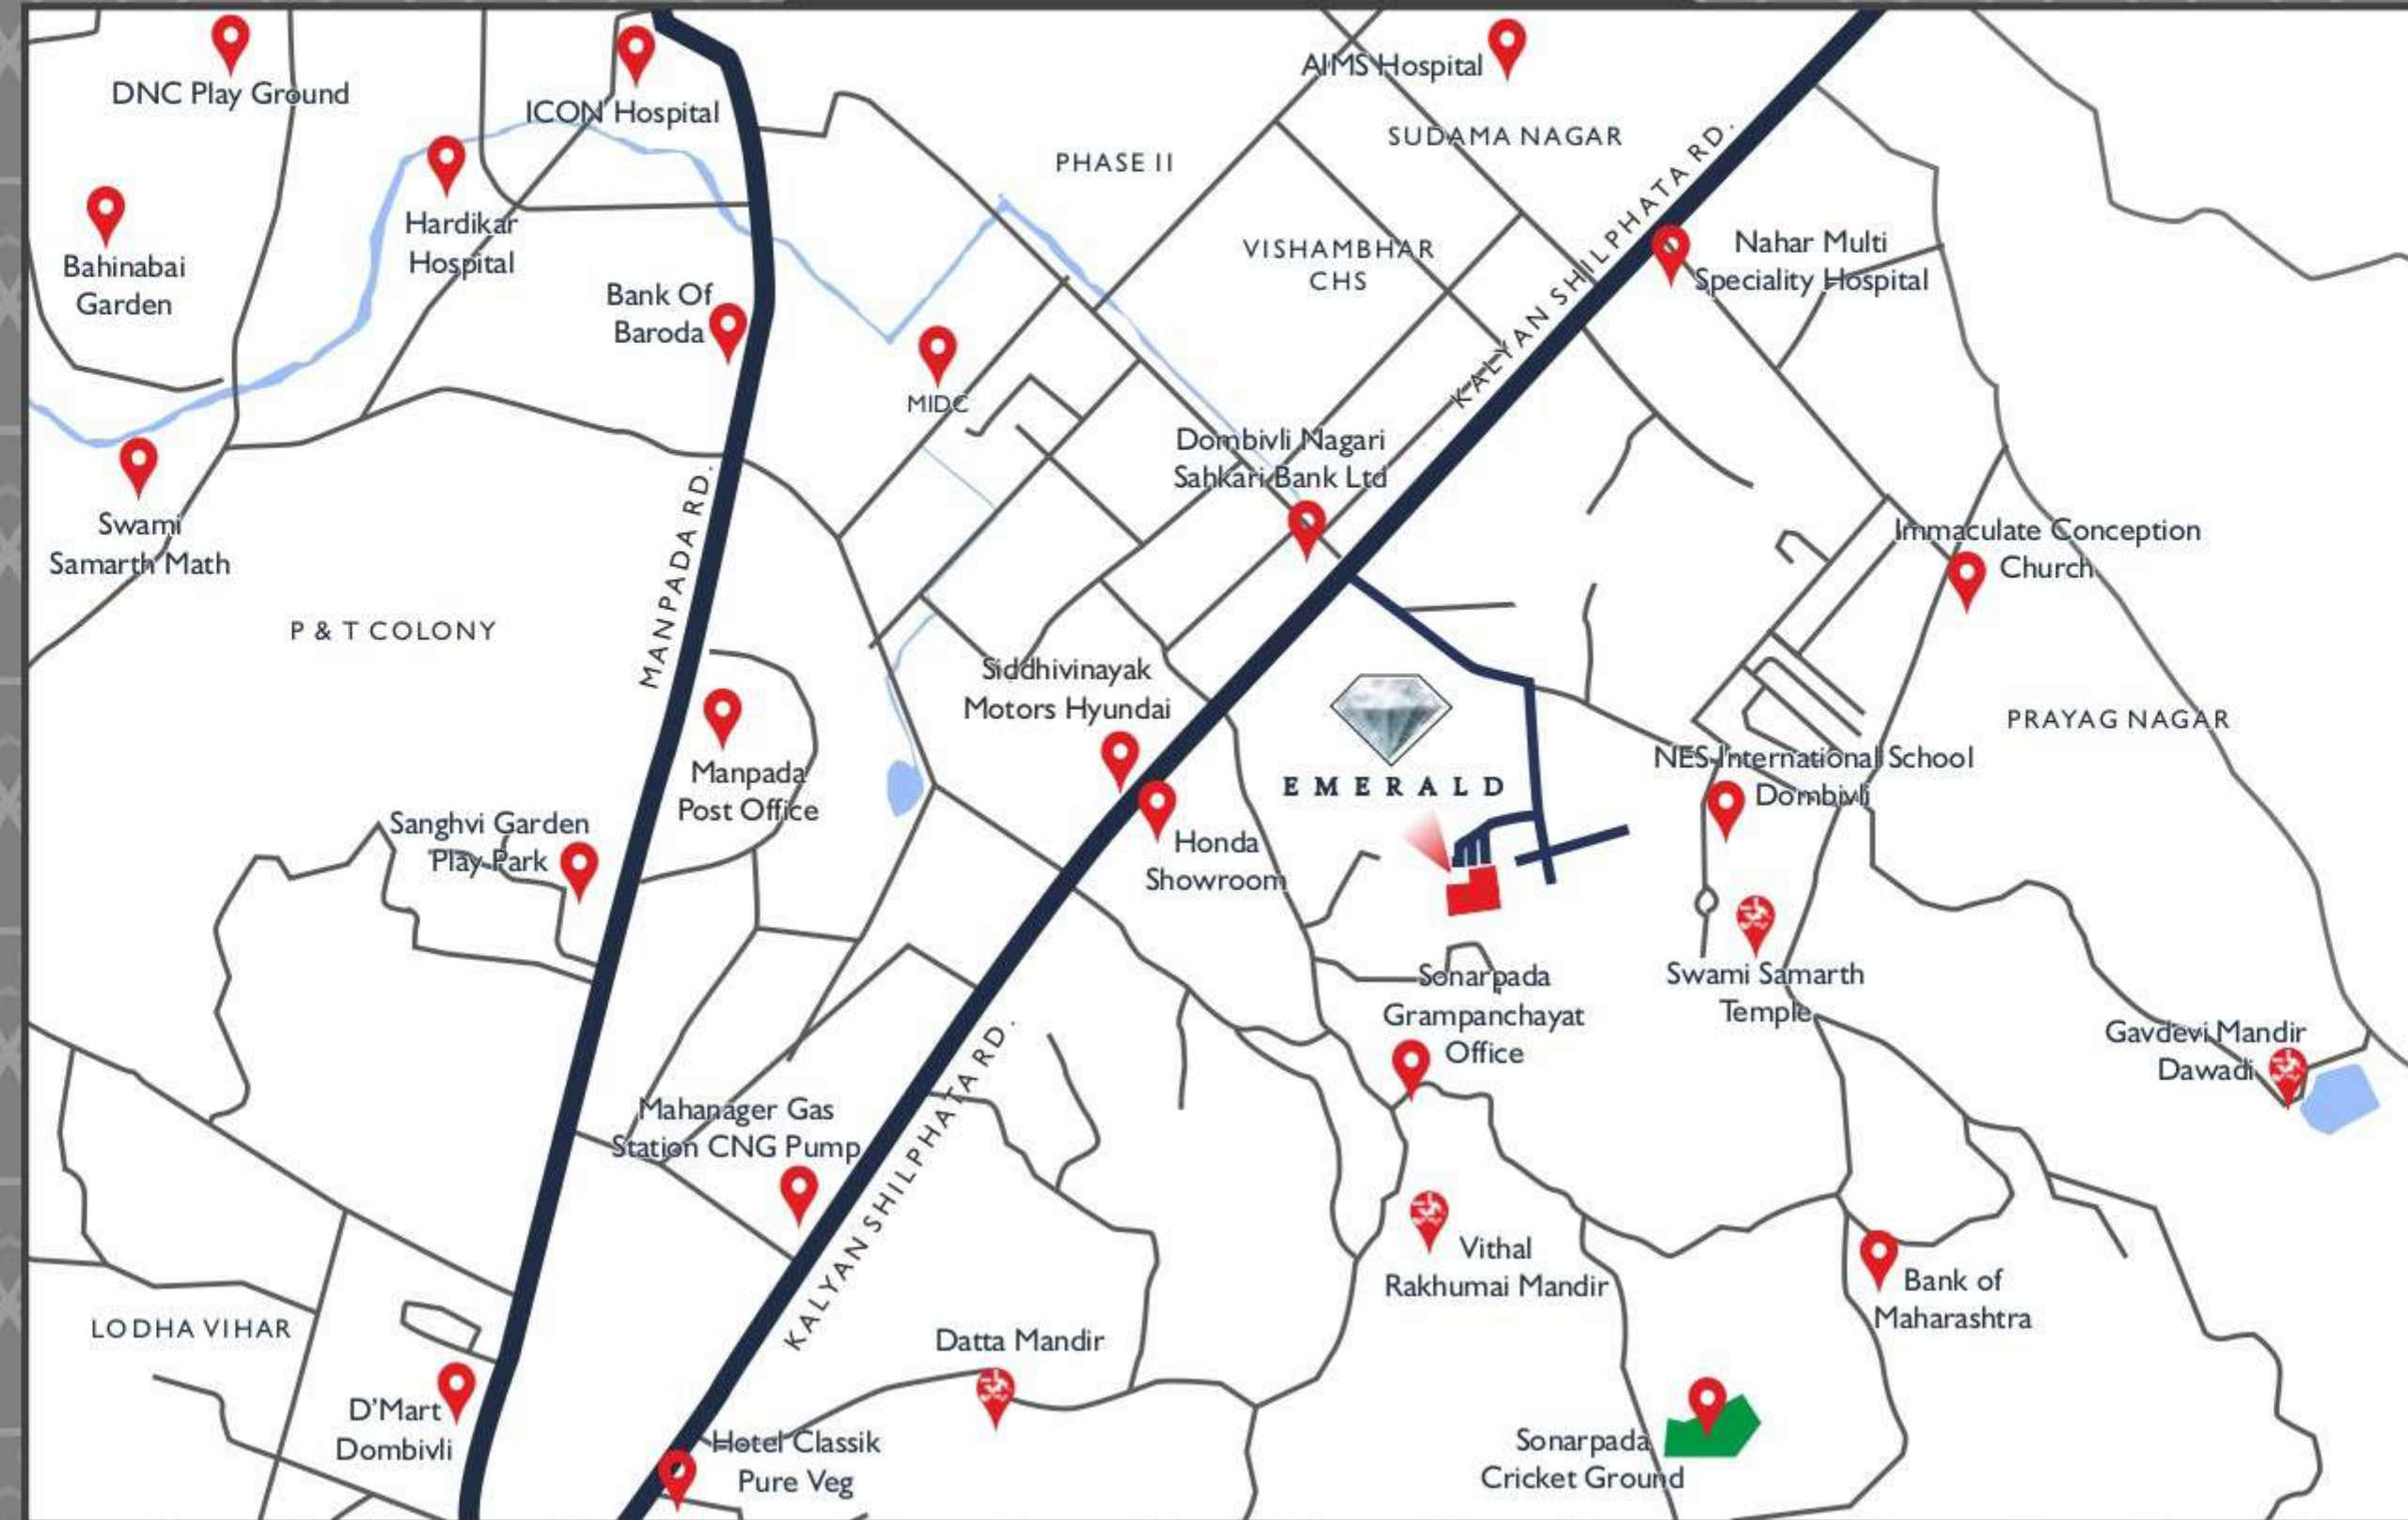 DNC Play Ground
ICON Hospital
AIMS Hospital
SUDAMA NAGAR
PHASE II
Hardikar
Hospital
Bahinabai
Garden
VISHAMBHAR
CHS
KALYAN SHILPHATA RD.
Nahar Multi
Speciality Hospital
Bank Of
Baroda
MIDC
Dombivli Nagari
Sahkari Bank Ltd
Swami
Samarth Math
MANPADA RD.
Immaculate Conception
Church
P & T COLONY
Siddhivinayak
Motors Hyundai
PRAYAG NAGAR
EMERALD
NES International School
Dombivli
Manpada
Post Office
Sanghvi Garden
Play Park
Honda
Showroom
Sonarpada
Grampanchayat
Office
Swami Samarth
Temple
Gavdevi Mandir
Dawadi
Mahanager Gas
Station CNG Pump
KALYAN SHILPHATA RD.
Vithal
Rakhumai Mandir
Bank of
Maharashtra
LODHA VIHAR
Datta Mandir
D'Mart
Dombivli
Hotel Classik
Pure Veg
Sonarpada
Cricket Ground